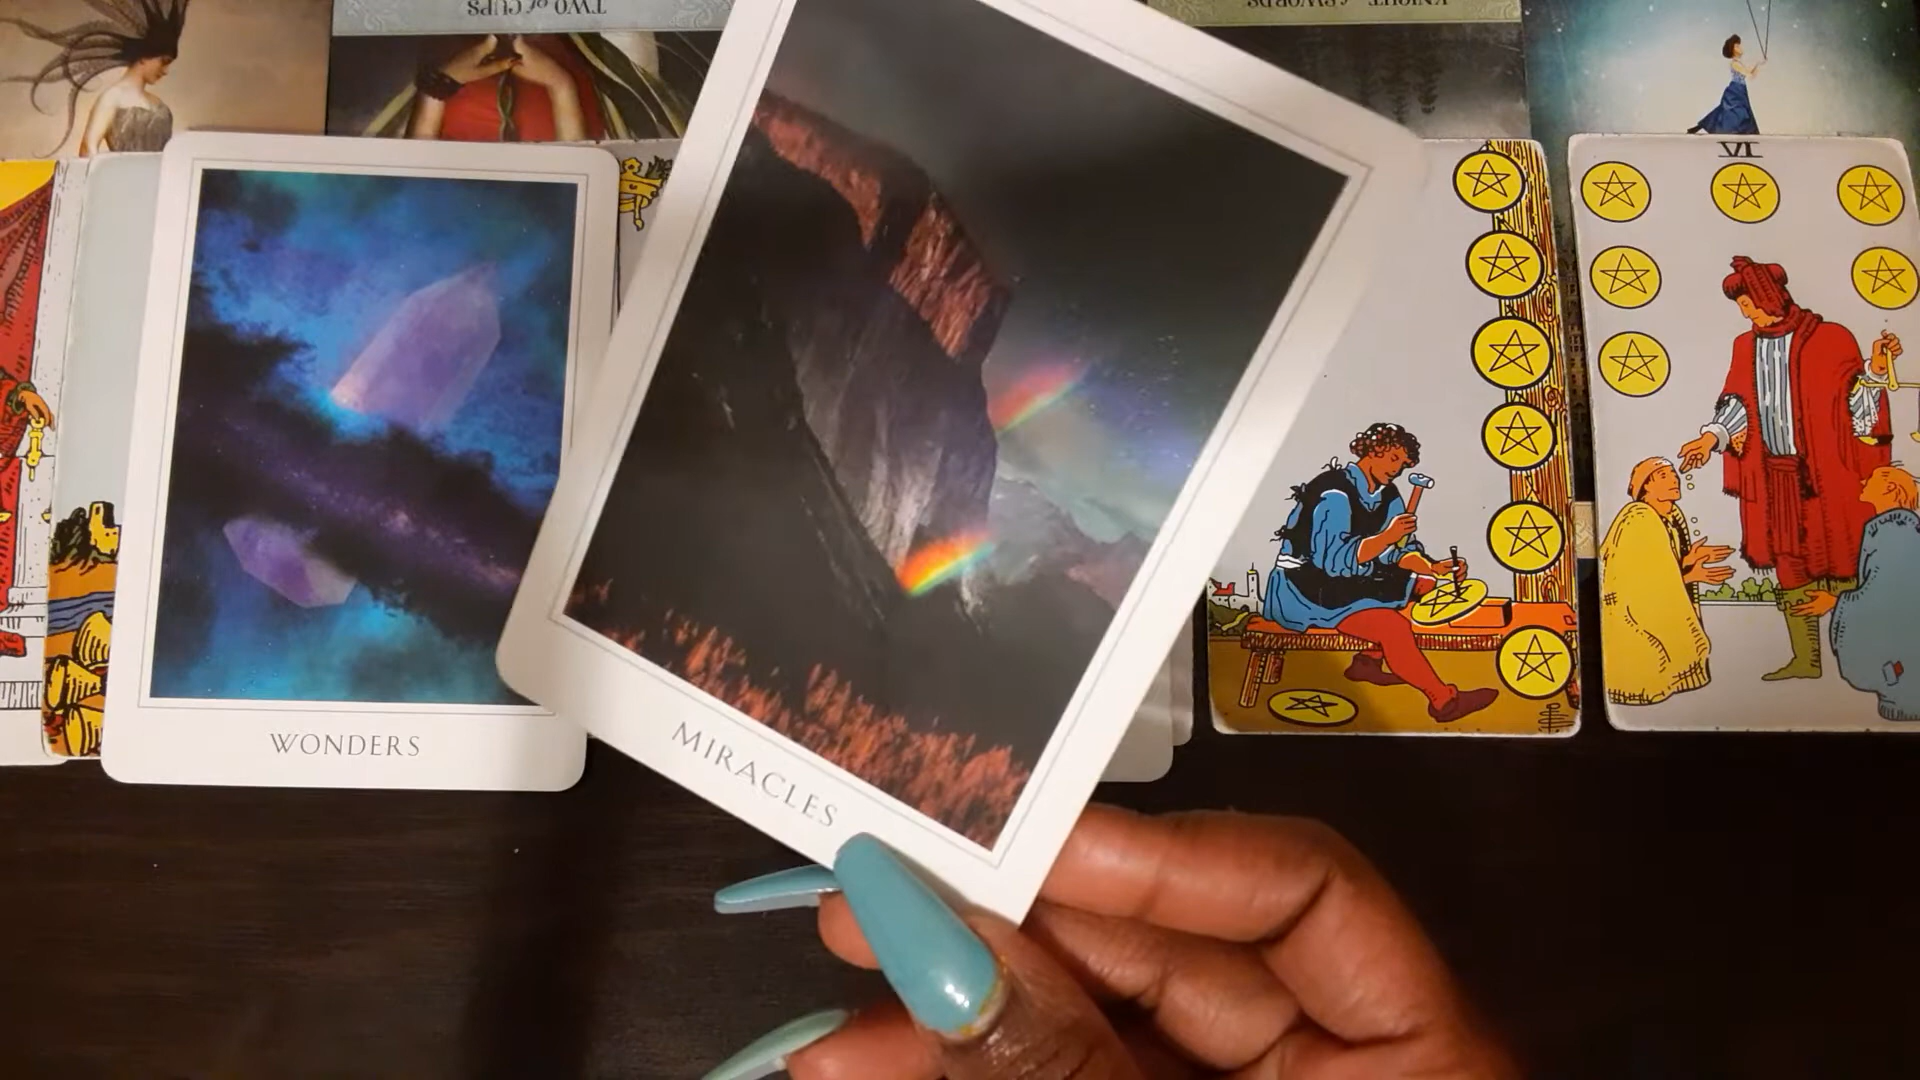 TWO of CUPS
KNIGHT of SWORDS
VI
WONDERS
MIRACLES